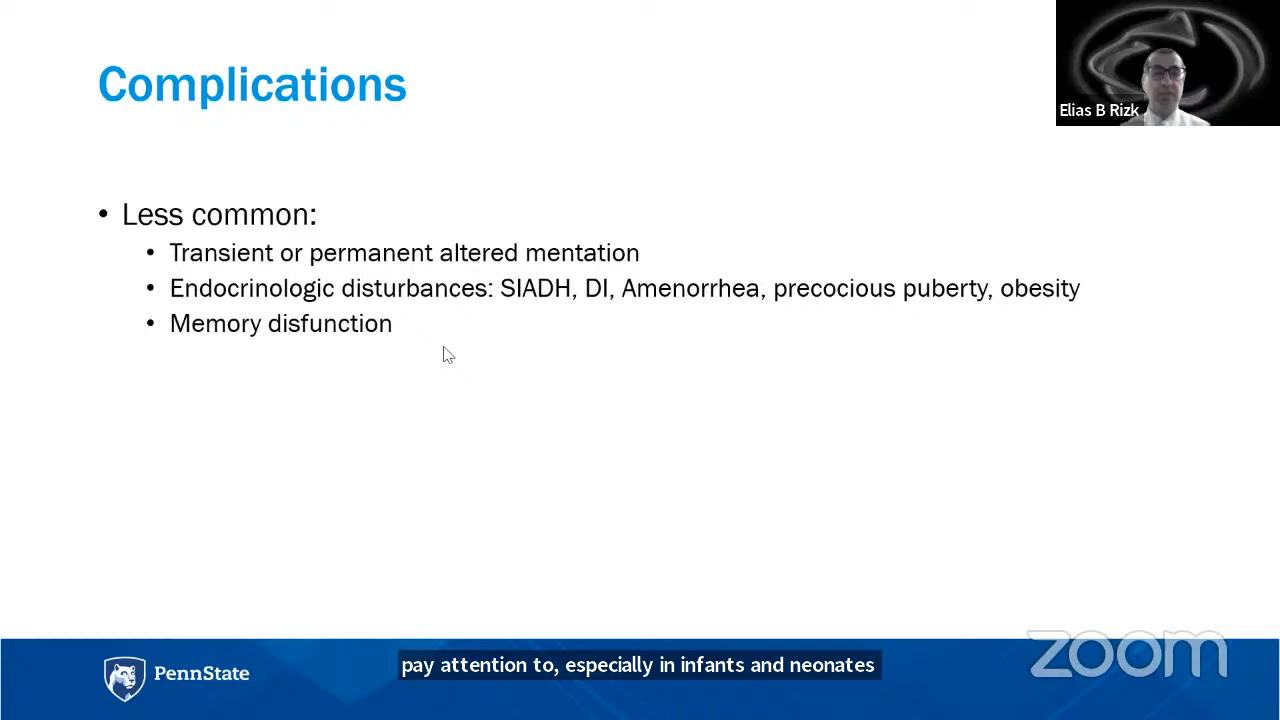 Complications
Elias B Rizk
• Less common:
• Transient or permanent altered mentation
• Endocrinologic disturbances: SIADH, DI, Amenorrhea, precocious puberty, obesity
• Memory disfunction
PennState
pay attention to, especially in infants and neonates
zoom